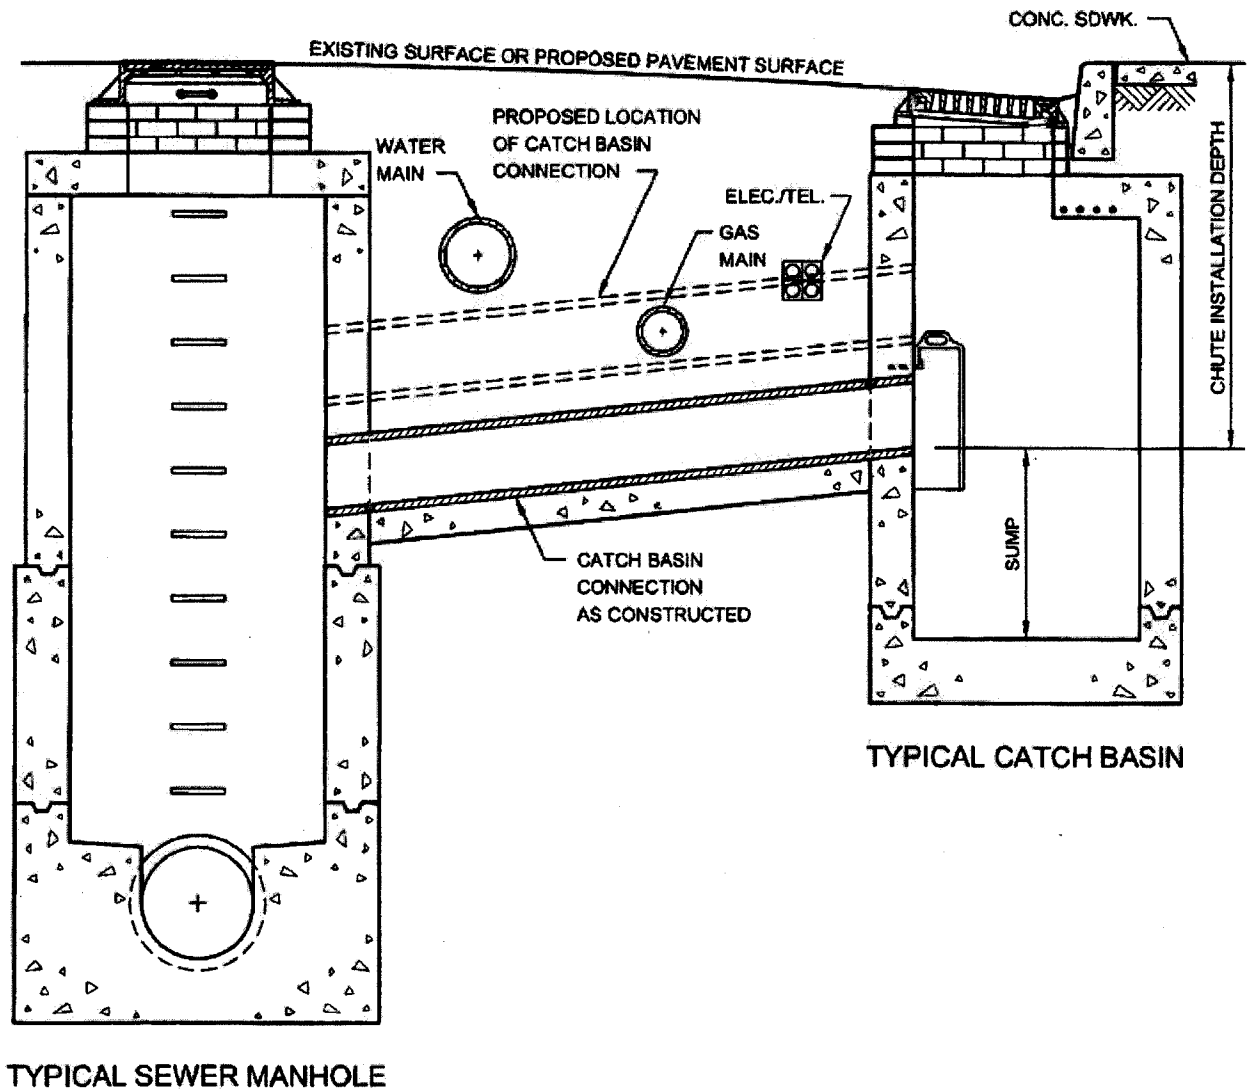 CONC. SDWK.
EXISTING SURFACE OR PROPOSED PAVEMENT SURFACE
PROPOSED LOCATION
OF CATCH BASIN
CONNECTION
WATER
MAIN
ELEC./TEL.
GAS
MAIN
CHUTE INSTALLATION DEPTH
SUMP
CATCH BASIN
CONNECTION
AS CONSTRUCTED
TYPICAL CATCH BASIN
TYPICAL SEWER MANHOLE